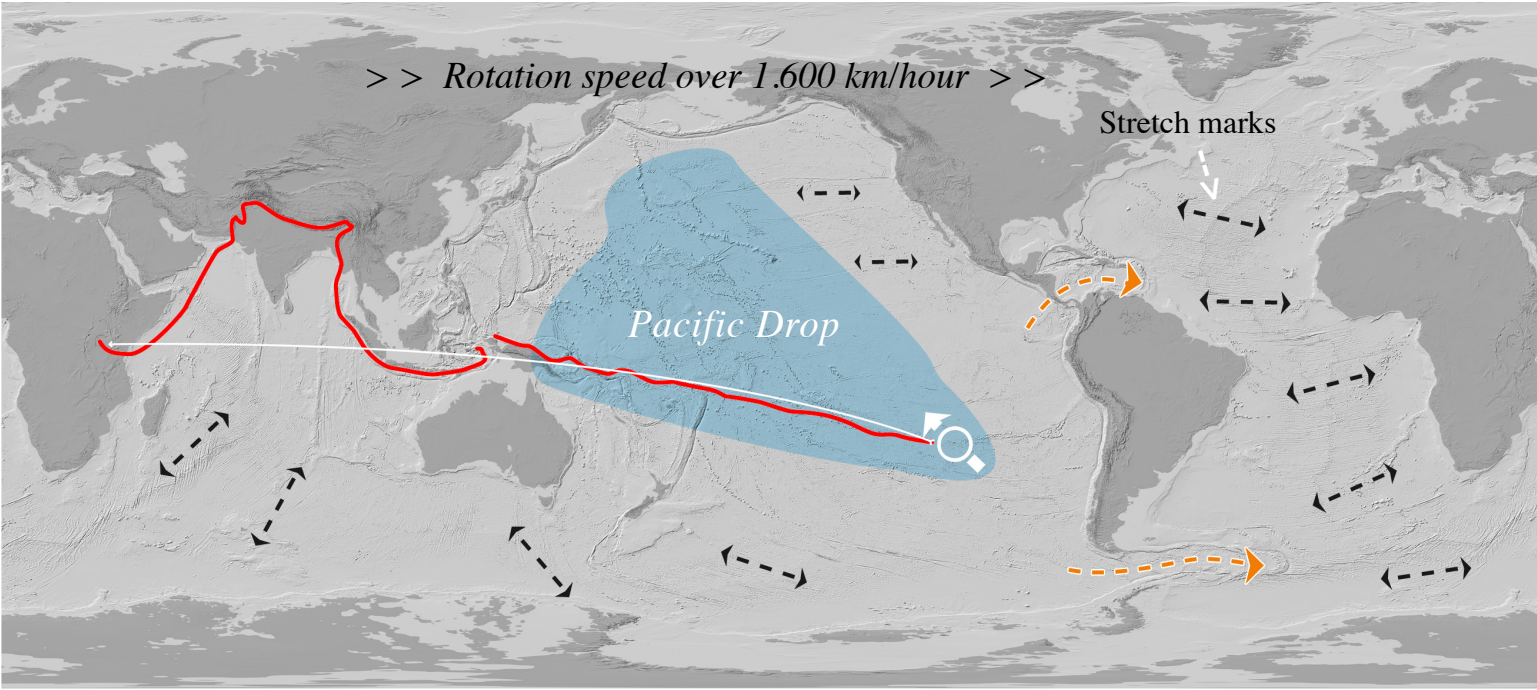 > > Rotation speed over 1.600 km/hour > >
Stretch marks
Pacific Drop